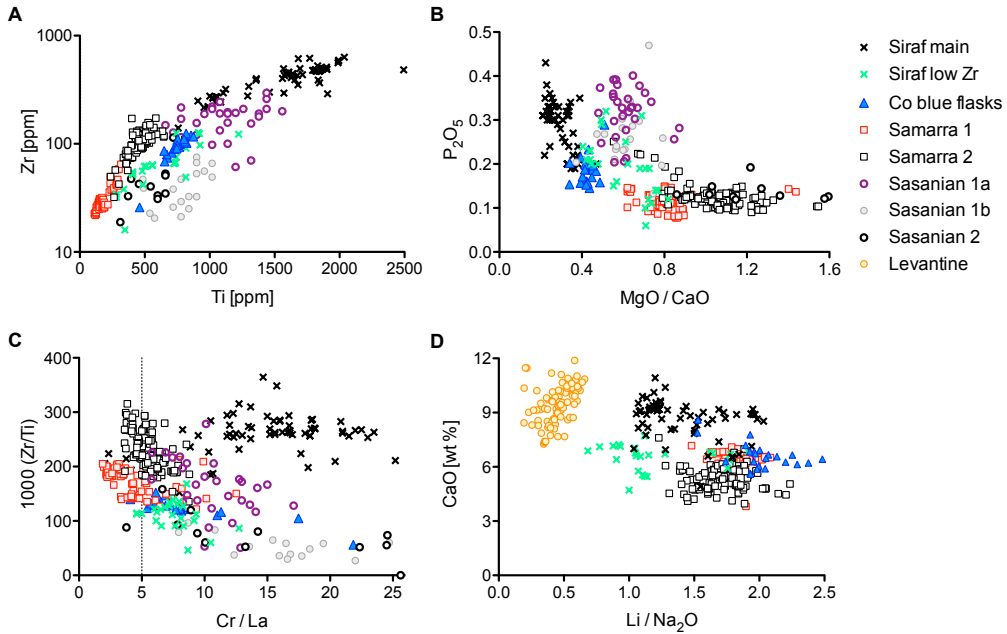 A
Zr [ppm]
1000
100
10
0
500
1000
1500
2000
2500
Ti [ppm]
B
P₂O₅
0.5
0.4
0.3
0.2
0.1
0.0
0.0
0.4
0.8
1.2
1.6
MgO / CaO
Siraf main
Siraf low Zr
Co blue flasks
Samarra 1
Samarra 2
Sasanian 1a
Sasanian 1b
Sasanian 2
Levantine
C
1000 (Zr/Ti)
400
300
200
100
0
0
5
10
15
20
25
Cr / La
D
CaO [wt %]
12
9
6
3
0
0.0
0.5
1.0
1.5
2.0
2.5
Li / Na₂O